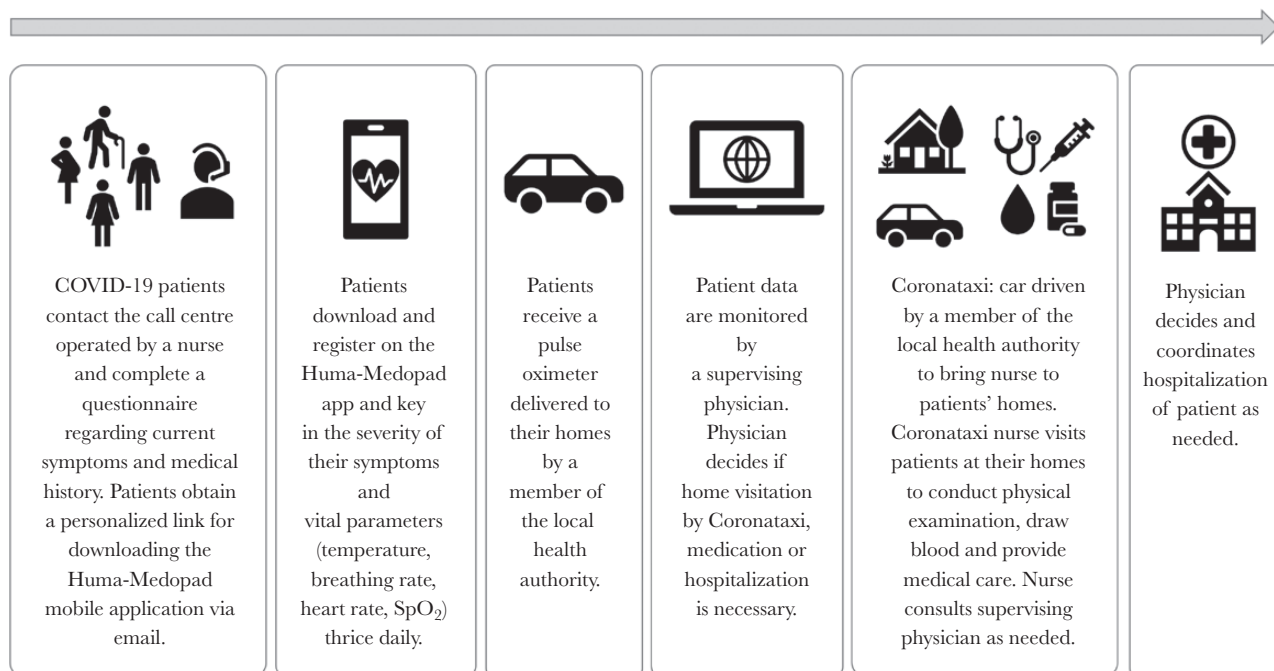 COVID-19 patients
contact the call centre
operated by a nurse
and complete a
questionnaire
regarding current
symptoms and medical
history. Patients obtain
a personalized link for
downloading the
Huma-Medopad
mobile application via
email.
Patients
download and
register on the
Huma-Medopad
app and key
in the severity of
their symptoms
and
vital parameters
(temperature,
breathing rate,
heart rate, SpO₂)
thrice daily.
Patients
receive a
pulse
oximeter
delivered to
their homes
by a
member of
the local
health
authority.
Patient data
are monitored
by
a supervising
physician.
Physician
decides if
home visitation
by Coronataxi,
medication or
hospitalization
is necessary.
Coronataxi: car driven
by a member of the
local health authority
to bring nurse to
patients’ homes.
Coronataxi nurse visits
patients at their homes
to conduct physical
examination, draw
blood and provide
medical care. Nurse
consults supervising
physician as needed.
Physician
decides and
coordinates
hospitalization
of patient as
needed.